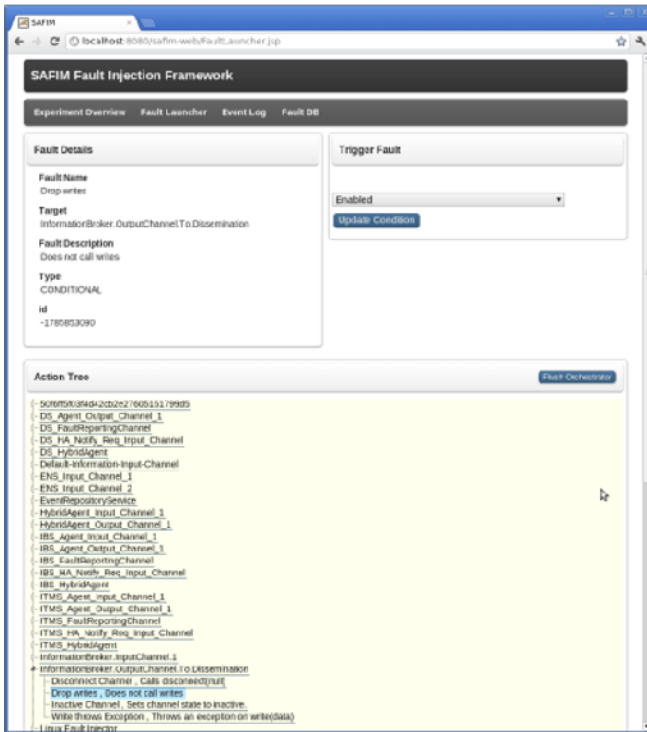 SAFIM
localhost:8080/safim-web/FaultLauncher.jsp
SAFIM Fault Injection Framework
Experiment Overview Fault Launcher Event Log Fault DB
Fault Details
Fault Name
Drop writes
Target
InformationBroker.OutputChannel.To.Dissemination
Fault Description
Does not call writes
Type
CONDITIONAL
id
-1785853090
Trigger Fault
Enabled
Update Condition
Action Tree
Flush Orchestrator
DS_Agent_Output_Channel_1
DS_FaultReportingChannel
DS_HA_Notify_Req_Input_Channel
DS_HybridAgent
Default-Information-Input-Channel
ENS_Input_Channel_1
ENS_Input_Channel_2
EventRepositoryService
HybridAgent_Input_Channel_1
HybridAgent_Output_Channel_1
IBS_Agent_Input_Channel_1
IBS_Agent_Output_Channel_1
IBS_FaultReportingChannel
IBS_HA_Notify_Req_Input_Channel
IBS_HybridAgent
ITMS_Agent_Input_Channel_1
ITMS_Agent_Output_Channel_1
ITMS_FaultReportingChannel
ITMS_HA_Notify_Req_Input_Channel
ITMS_HybridAgent
InformationBroker.InputChannel.1
InformationBroker.OutputChannel.To.Dissemination
Disconnect Channel , Calls disconnect(null)
Drop writes , Does not call writes
Inactive Channel , Sets channel state to inactive.
Write throws Exception , Throws an exception on write(data)
Linux Fault Injector